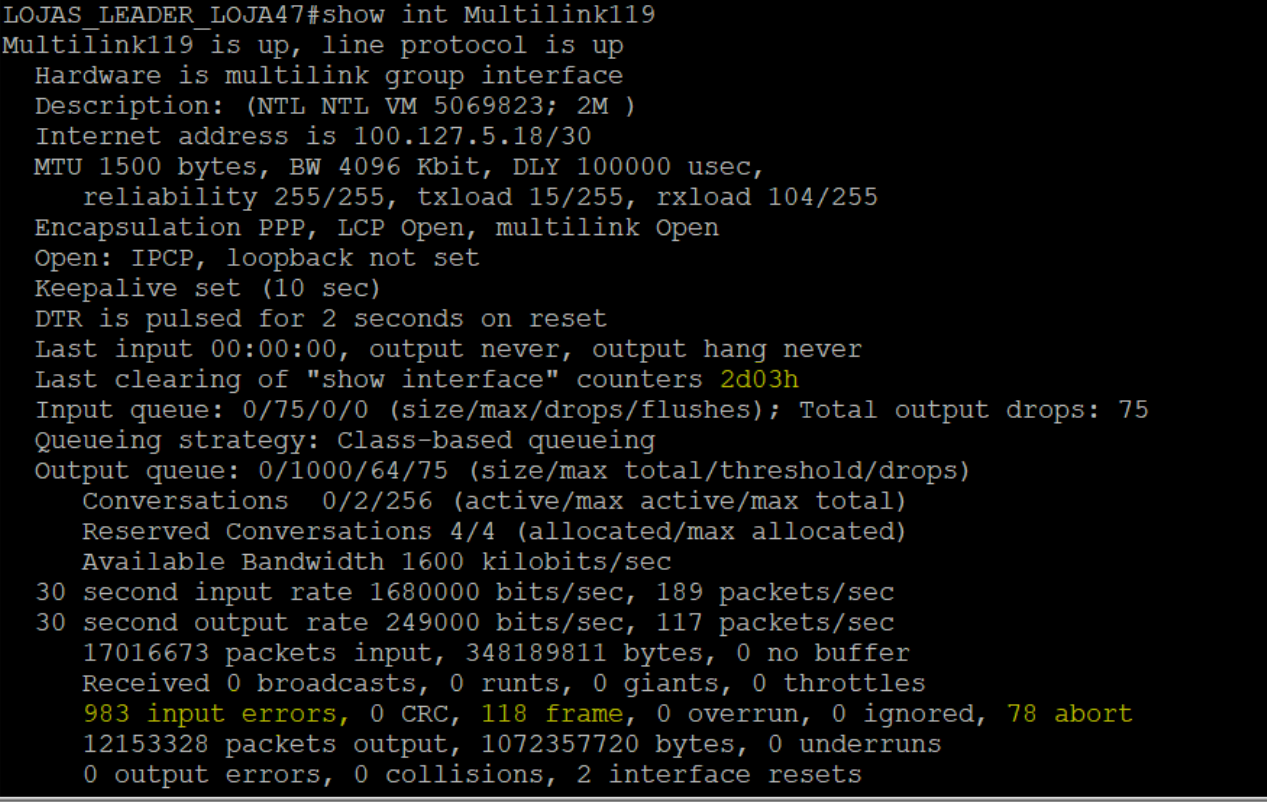 LOJAS_LEADER_LOJA47#show int Multilink119
Multilink119 is up, line protocol is up
Hardware is multilink group interface
Description: (NTL NTL VM 5069823; 2M )
Internet address is 100.127.5.18/30
MTU 1500 bytes, BW 4096 Kbit, DLY 100000 usec,
reliability 255/255, txload 15/255, rxload 104/255
Encapsulation PPP, LCP Open, multilink Open
Open: IPCP, loopback not set
Keepalive set (10 sec)
DTR is pulsed for 2 seconds on reset
Last input 00:00:00, output never, output hang never
Last clearing of "show interface" counters 2d03h
Input queue: 0/75/0/0 (size/max/drops/flushes); Total output drops: 75
Queueing strategy: Class-based queueing
Output queue: 0/1000/64/75 (size/max total/threshold/drops)
Conversations  0/2/256 (active/max active/max total)
Reserved Conversations 4/4 (allocated/max allocated)
Available Bandwidth 1600 kilobits/sec
30 second input rate 1680000 bits/sec, 189 packets/sec
30 second output rate 249000 bits/sec, 117 packets/sec
17016673 packets input, 348189811 bytes, 0 no buffer
Received 0 broadcasts, 0 runts, 0 giants, 0 throttles
983 input errors, 0 CRC, 118 frame, 0 overrun, 0 ignored, 78 abort
12153328 packets output, 1072357720 bytes, 0 underruns
0 output errors, 0 collisions, 2 interface resets